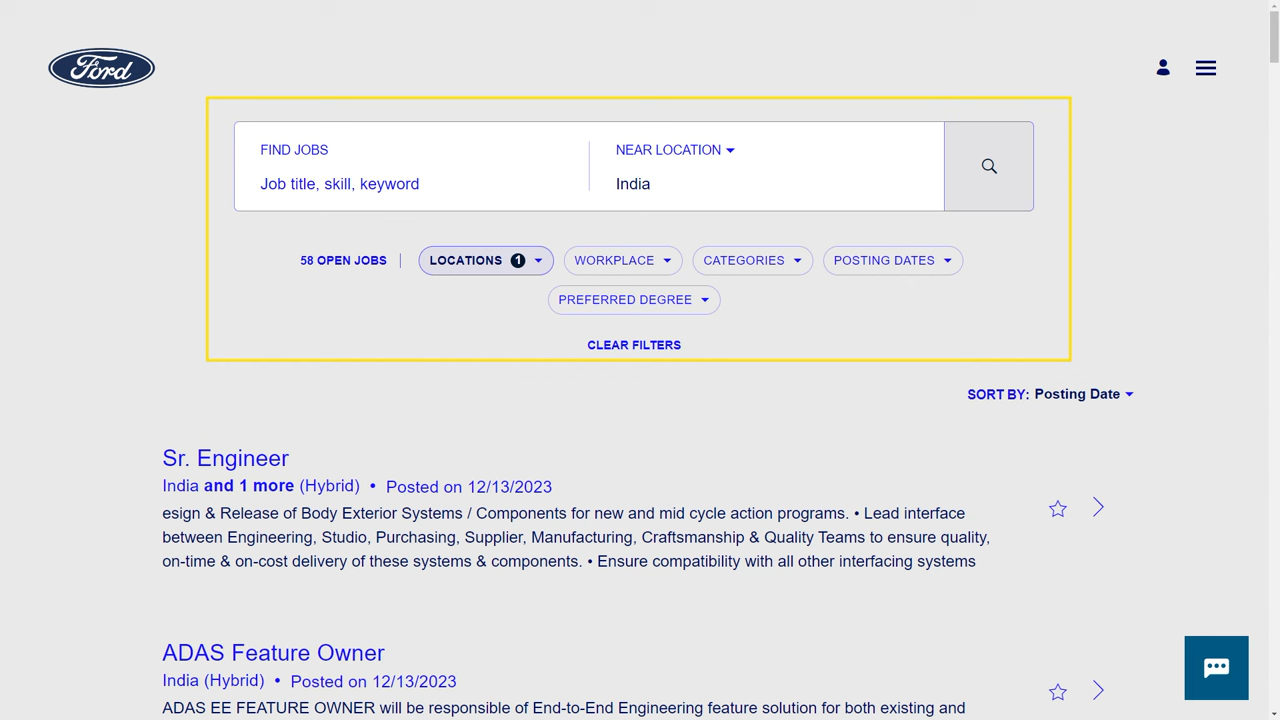 Ford
FIND JOBS
Job title, skill, keyword
NEAR LOCATION
India
58 OPEN JOBS
LOCATIONS 1
WORKPLACE
CATEGORIES
POSTING DATES
PREFERRED DEGREE
CLEAR FILTERS
SORT BY: Posting Date
Sr. Engineer
India and 1 more (Hybrid) • Posted on 12/13/2023
esign & Release of Body Exterior Systems / Components for new and mid cycle action programs. • Lead interface
between Engineering, Studio, Purchasing, Supplier, Manufacturing, Craftsmanship & Quality Teams to ensure quality,
on-time & on-cost delivery of these systems & components. • Ensure compatibility with all other interfacing systems
ADAS Feature Owner
India (Hybrid) • Posted on 12/13/2023
ADAS EE FEATURE OWNER will be responsible of End-to-End Engineering feature solution for both existing and